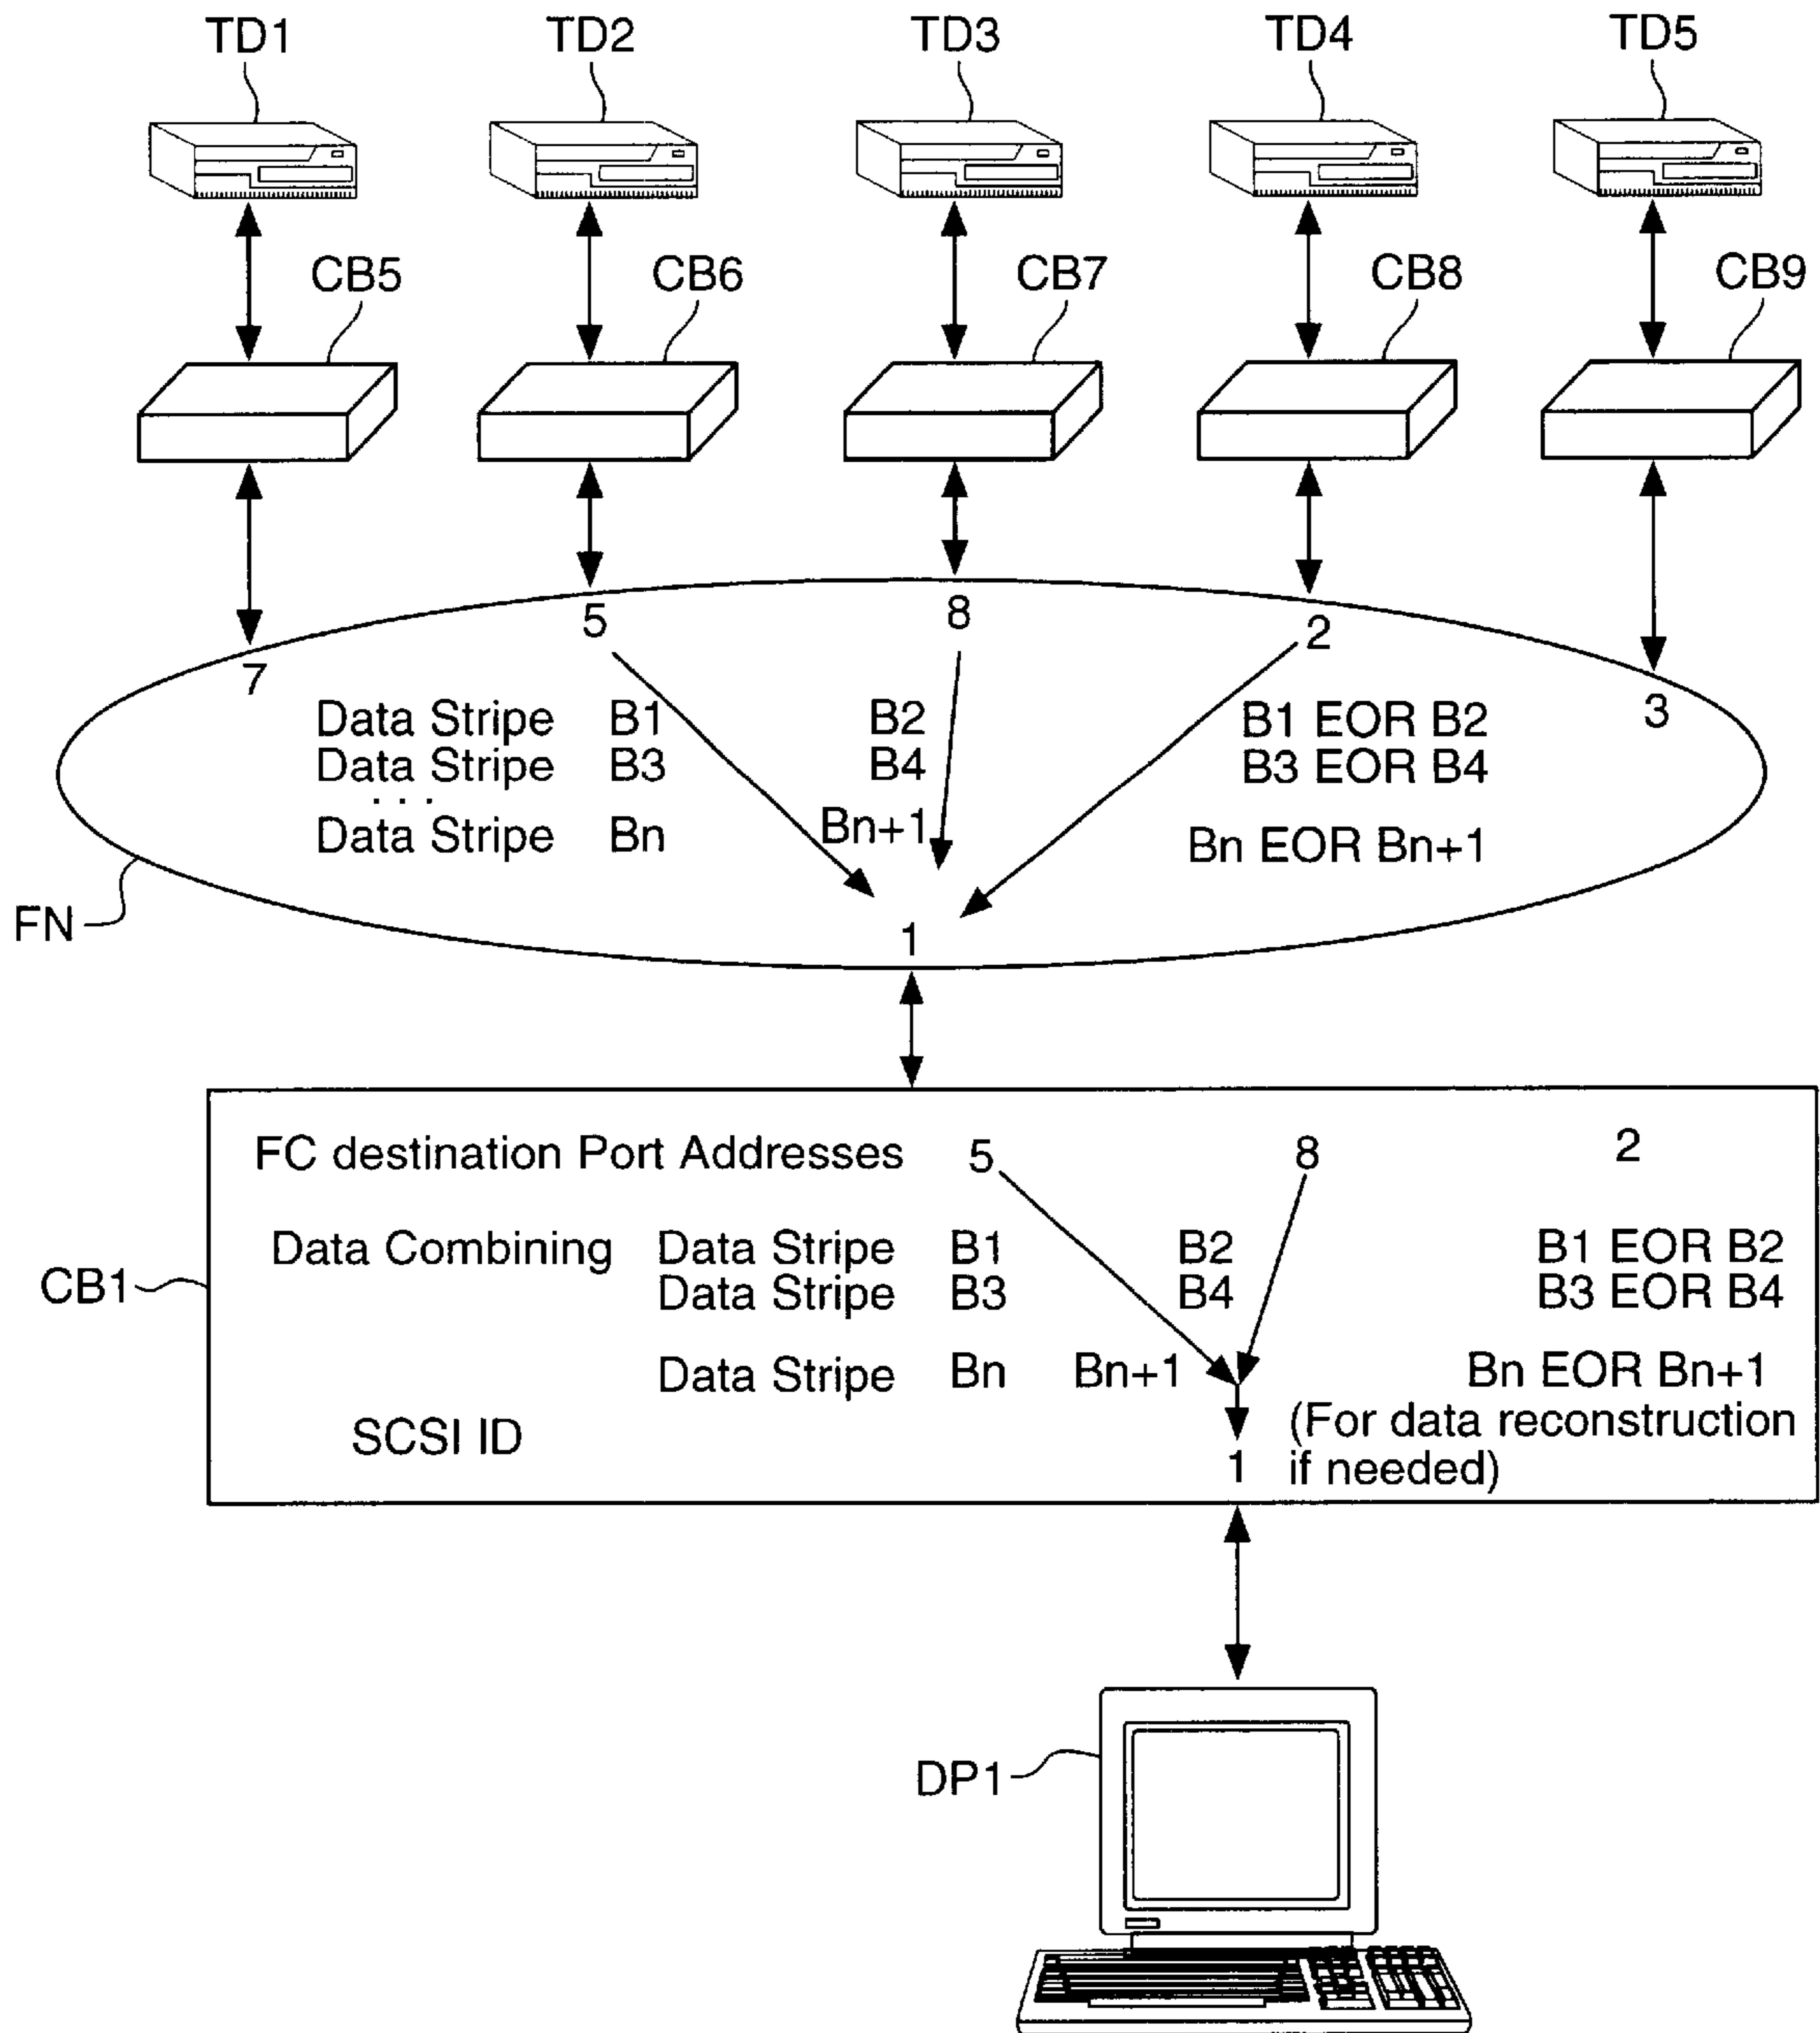 TD1 TD2 TD3 TD4 TD5
CB5 CB6 CB7 CB8 CB9
5 8 2
7 3
Data Stripe B1 B2 B1 EOR B2
Data Stripe B3 B4 B3 EOR B4
. . .
Data Stripe Bn Bn+1 Bn EOR Bn+1
FN
1
FC destination Port Addresses 5 8 2
Data Combining Data Stripe B1 B2 B1 EOR B2
CB1
Data Stripe B3 B4 B3 EOR B4
Data Stripe Bn Bn+1 Bn EOR Bn+1
SCSI ID
(For data reconstruction
1 if needed)
DP1